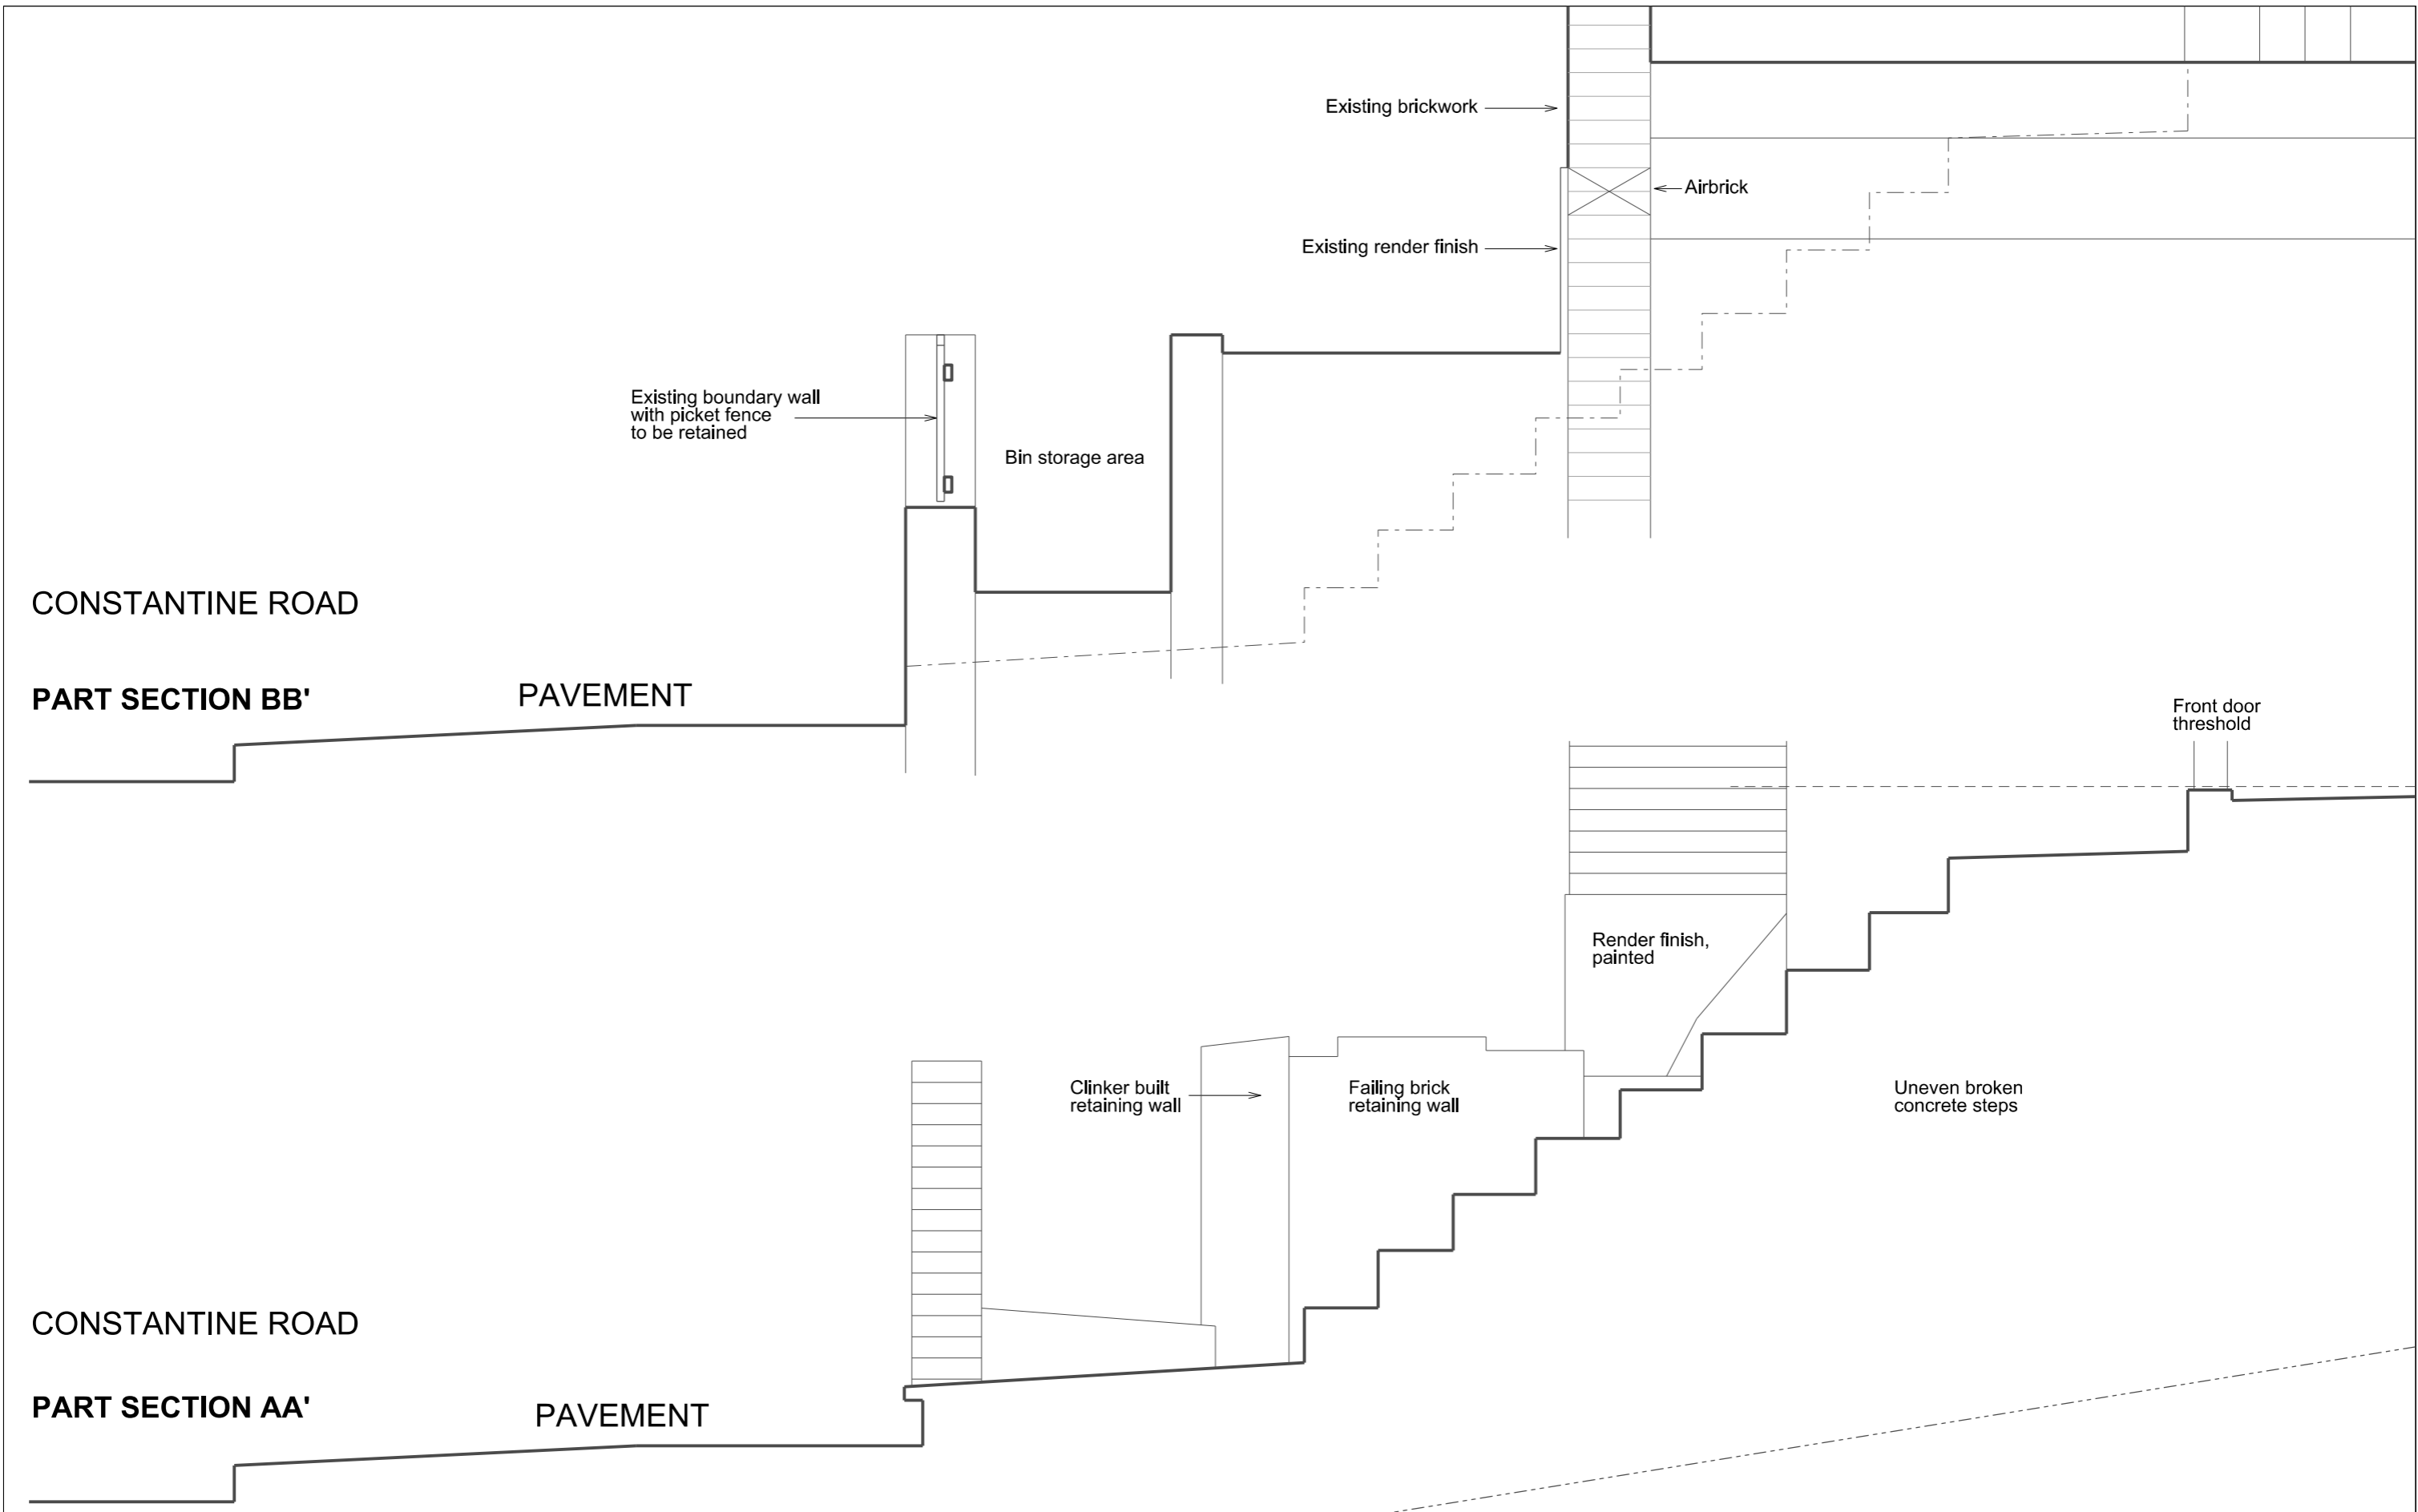 Existing brickwork
Airbrick
Existing render finish
Existing boundary wall
with picket fence
to be retained
Bin storage area
CONSTANTINE ROAD
PART SECTION BB'
PAVEMENT
Front door
threshold
Render finish,
painted
Clinker built
retaining wall
Failing brick
retaining wall
Uneven broken
concrete steps
CONSTANTINE ROAD
PART SECTION AA'
PAVEMENT